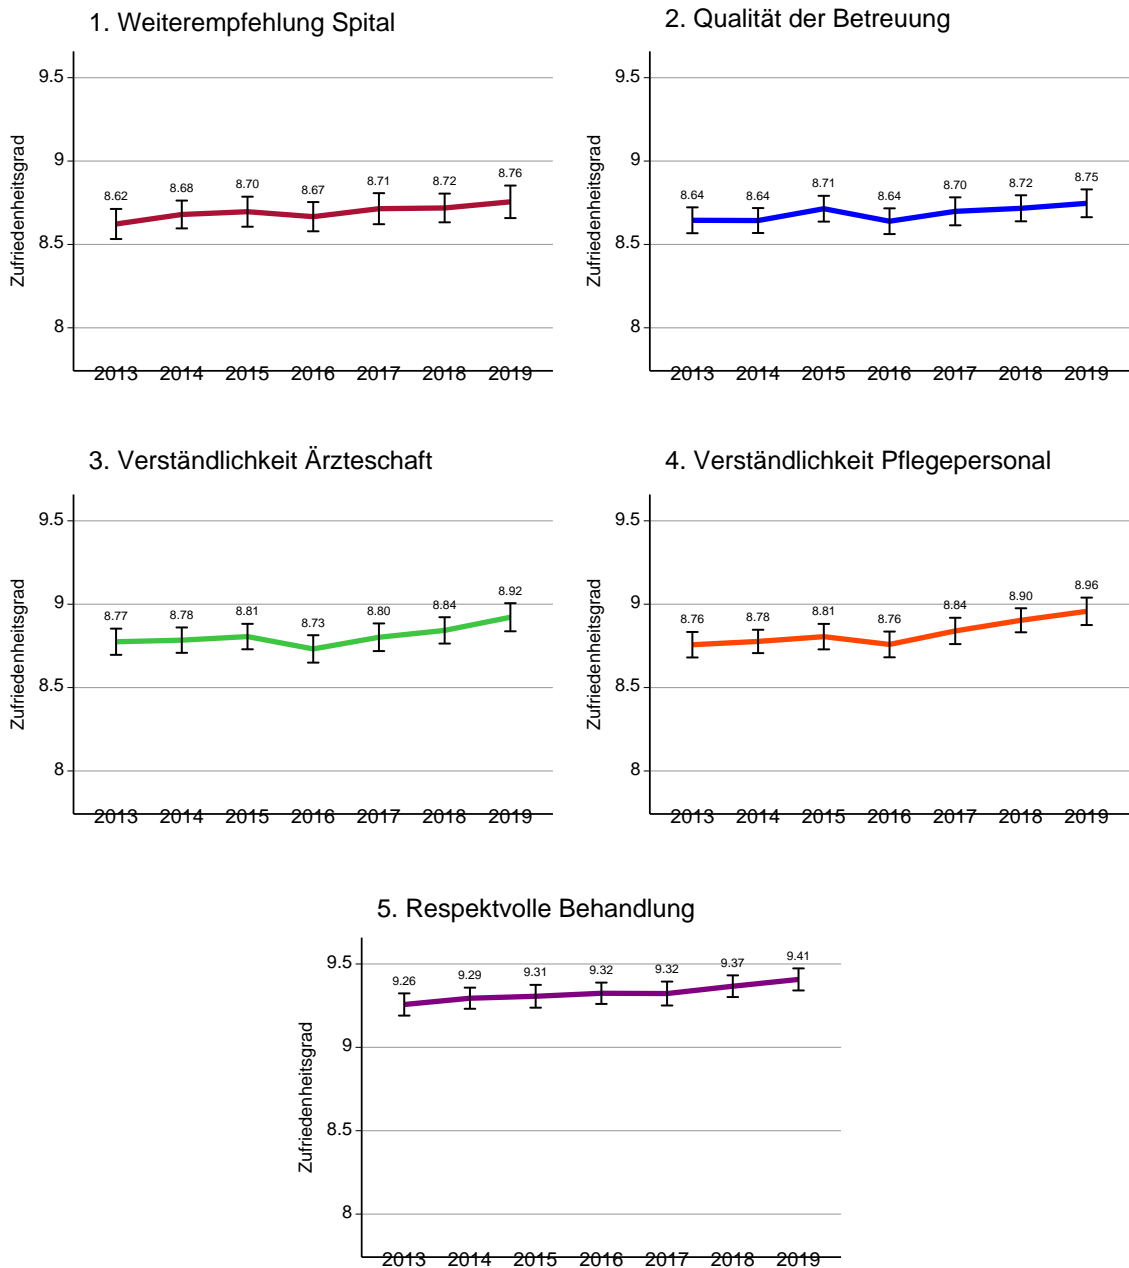 1. Weiterempfehlung Spital
Zufriedenheitsgrad
9.5
9
8.5
8
8.62 8.68 8.70 8.67 8.71 8.72 8.76
2013 2014 2015 2016 2017 2018 2019
2. Qualität der Betreuung
Zufriedenheitsgrad
9.5
9
8.5
8
8.64 8.64 8.71 8.64 8.70 8.72 8.75
2013 2014 2015 2016 2017 2018 2019
3. Verständlichkeit Ärzteschaft
Zufriedenheitsgrad
9.5
9
8.5
8
8.77 8.78 8.81 8.73 8.80 8.84 8.92
2013 2014 2015 2016 2017 2018 2019
4. Verständlichkeit Pflegepersonal
Zufriedenheitsgrad
9.5
9
8.5
8
8.76 8.78 8.81 8.76 8.84 8.90 8.96
2013 2014 2015 2016 2017 2018 2019
5. Respektvolle Behandlung
Zufriedenheitsgrad
9.5
9
8.5
8
9.26 9.29 9.31 9.32 9.32 9.37 9.41
2013 2014 2015 2016 2017 2018 2019